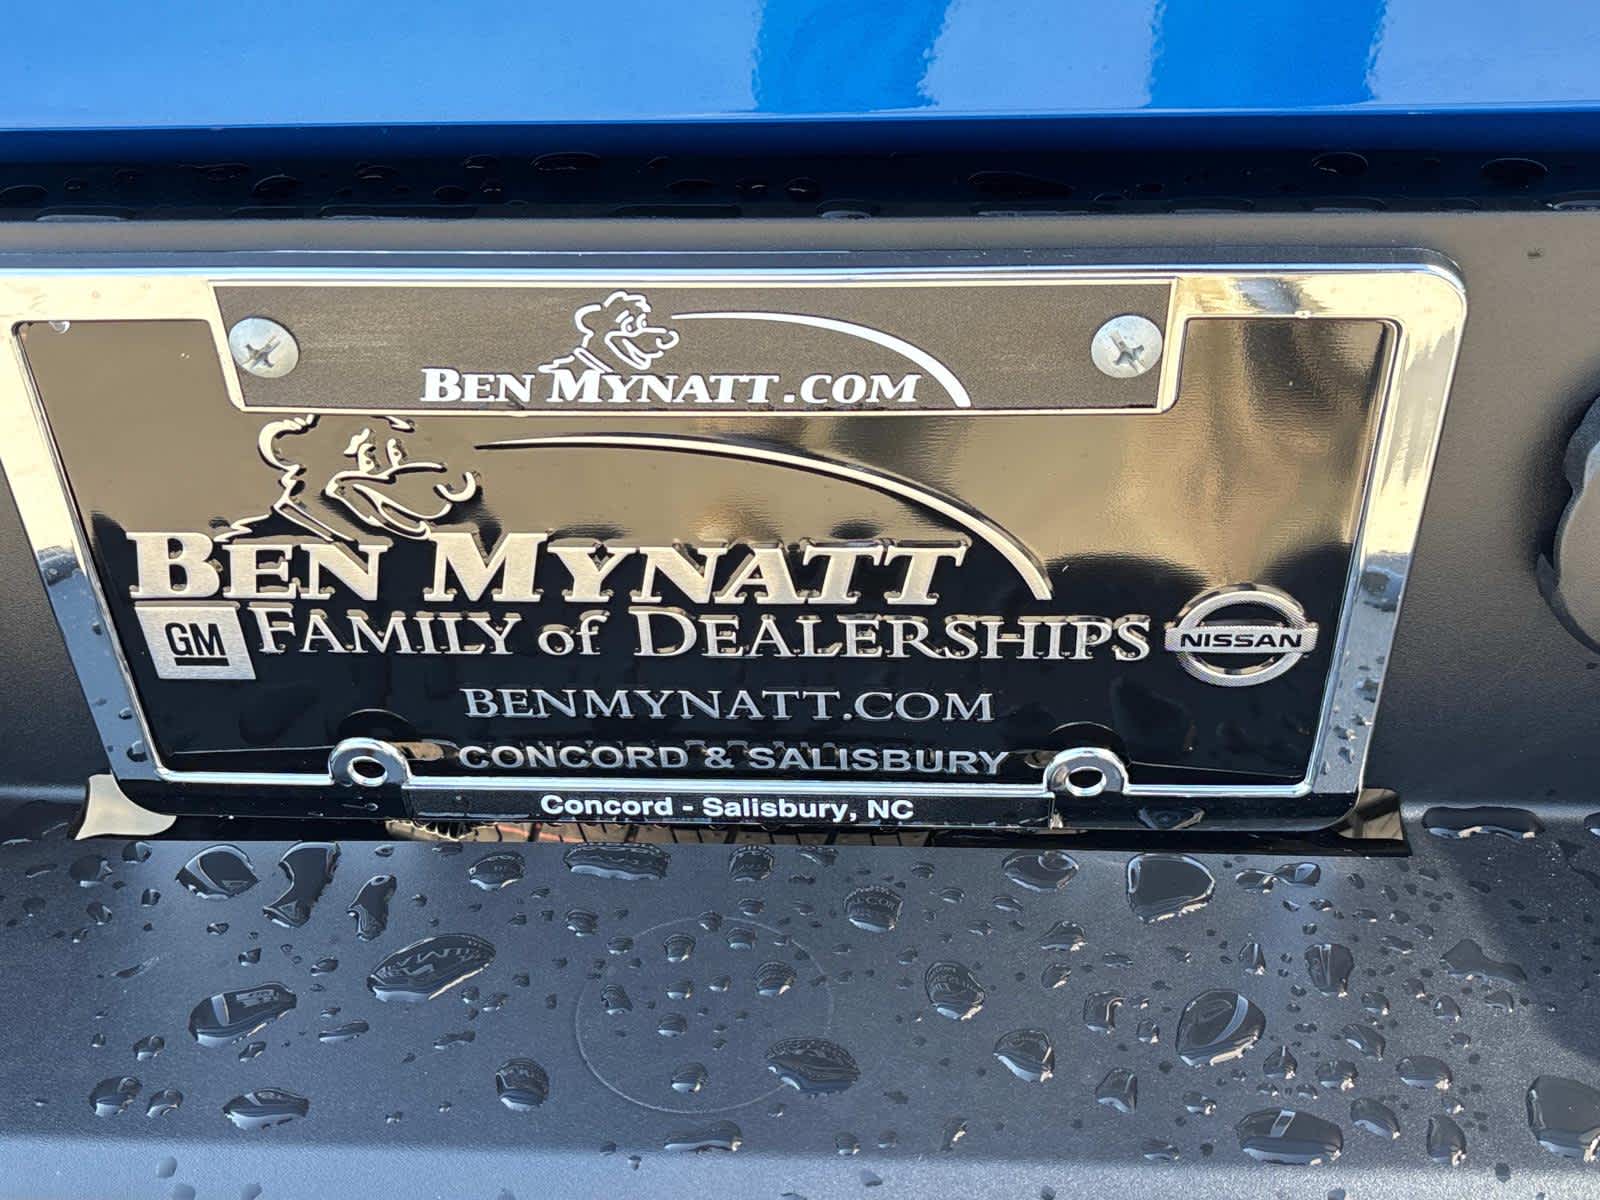 BEN MYNATT.COM
BEN MYNATT
GM FAMILY of DEALERSHIPS NISSAN
BENMYNATT.COM
CONCORD & SALISBURY
Concord - Salisbury, NC